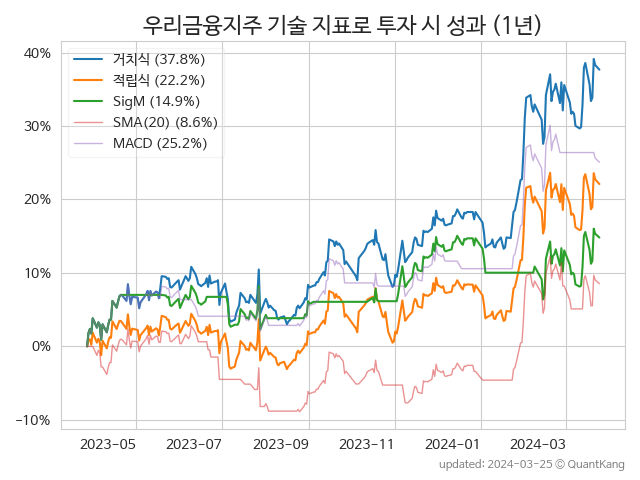 우리금융지주 기술 지표로 투자 시 성과 (1년)
40%
30%
20%
10%
0%
−10%
거치식 (37.8%)
적립식 (22.2%)
SigM (14.9%)
SMA(20) (8.6%)
MACD (25.2%)
2023-05 2023-07 2023-09 2023-11 2024-01 2024-03
updated: 2024-03-25 ⓒ QuantKang